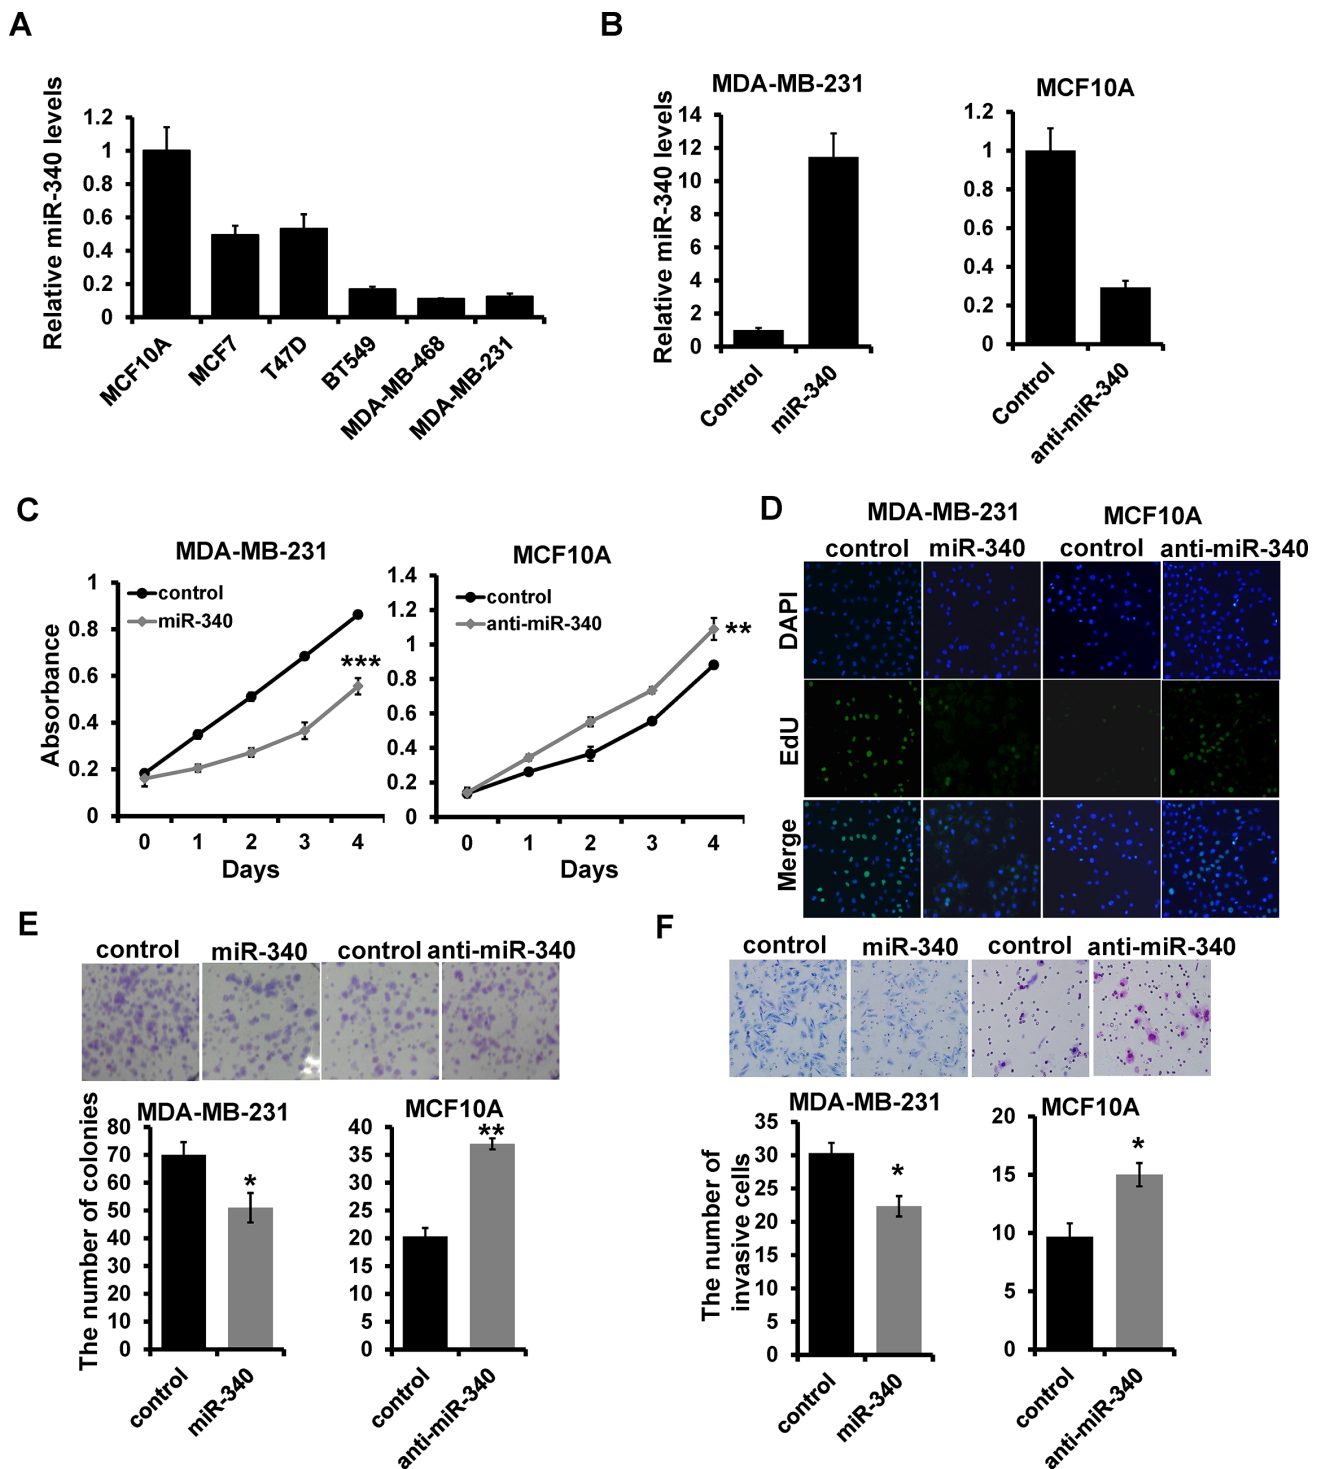 A
Relative miR-340 levels
1.2
1
0.8
0.6
0.4
0.2
0
MCF10A
MCF7
T47D
BT549
MDA-MB-468
MDA-MB-231
B
MDA-MB-231
Relative miR-340 levels
14
12
10
8
6
4
2
0
Control
miR-340
MCF10A
1.2
1
0.8
0.6
0.4
0.2
0
Control
anti-miR-340
C
MDA-MB-231
Absorbance
1
0.8
0.6
0.4
0.2
0
control
miR-340
***
0 1 2 3 4
Days
MCF10A
1.4
1.2
1
0.8
0.6
0.4
0.2
0
control
anti-miR-340
**
0 1 2 3 4
Days
D
MDA-MB-231 MCF10A
control miR-340 control anti-miR-340
DAPI
EdU
Merge
E
control miR-340 control anti-miR-340
MDA-MB-231
The number of colonies
80
70
60
50
40
30
20
10
0
*
control
miR-340
MCF10A
40
35
30
25
20
15
10
5
0
**
control
anti-miR-340
F
control miR-340 control anti-miR-340
MDA-MB-231
The number of
invasive cells
35
30
25
20
15
10
5
0
*
control
miR-340
MCF10A
20
15
10
5
0
*
control
anti-miR-340